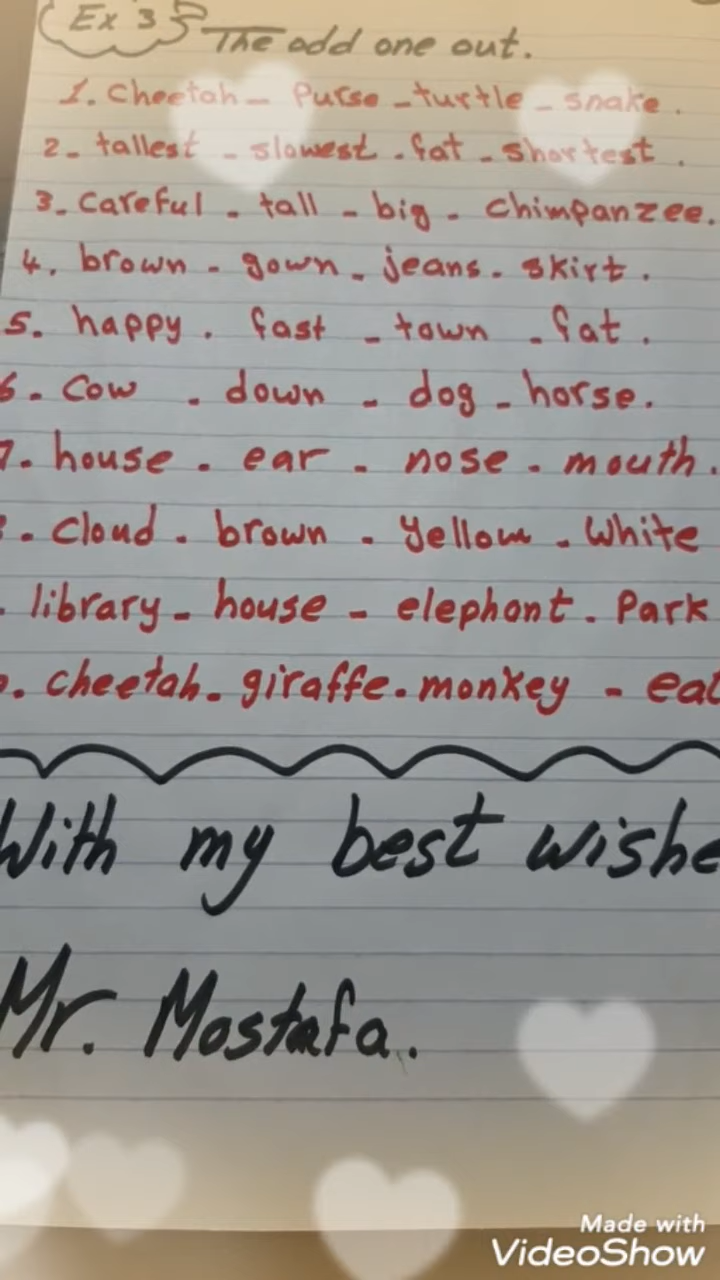 Ex 3
The odd one out.
1. Cheetah - Purse - turtle - snake.
2 - tallest - slowest . fat - shortest .
3 - Careful - tall - big - Chimpanzee.
4. brown - gown - jeans - skirt .
5. happy . fast - town - fat .
6 - Cow . down - dog - horse.
7. house . ear . nose . mouth .
. cloud . brown - yellow . White
. library - house - elephant . Park
. cheetah - giraffe . monkey - eat
With my best wishe
Mr. Mostafa.
Made with
VideoShow